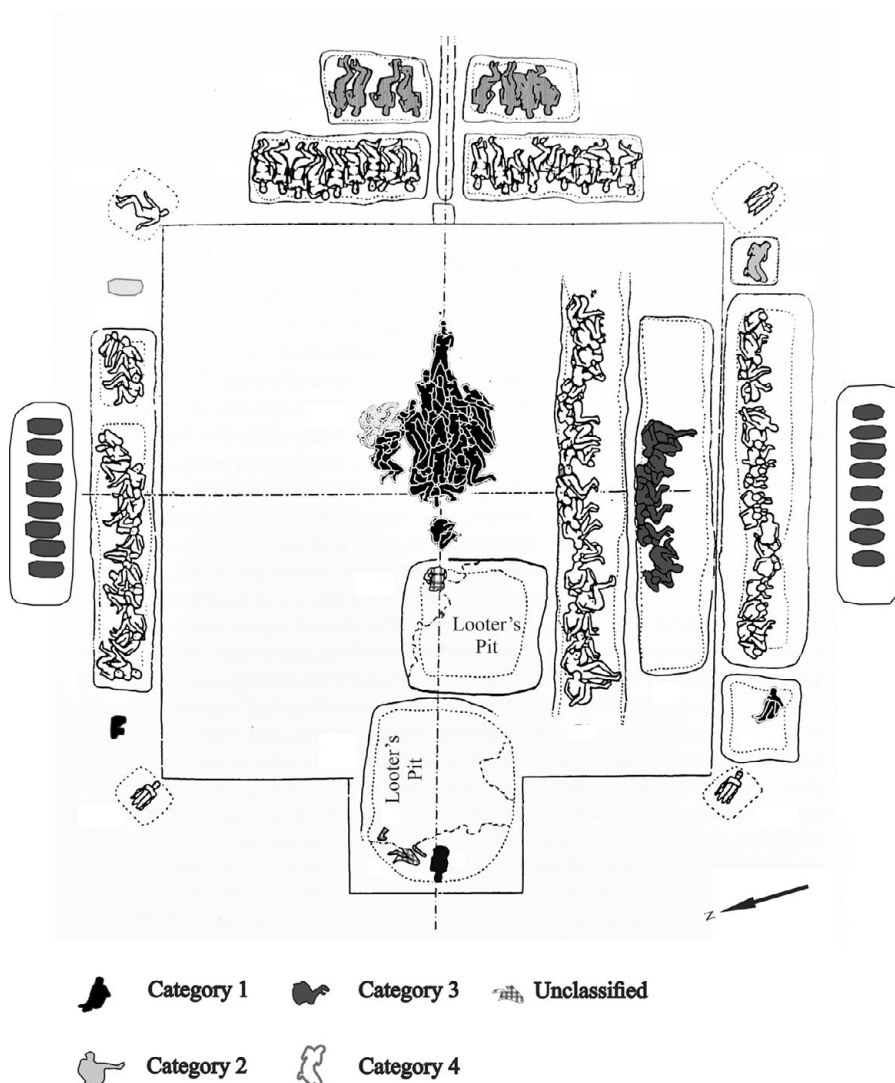 Looter's
Pit
Looter's
Pit
N
Category 1
Category 3
Unclassified
Category 2
Category 4